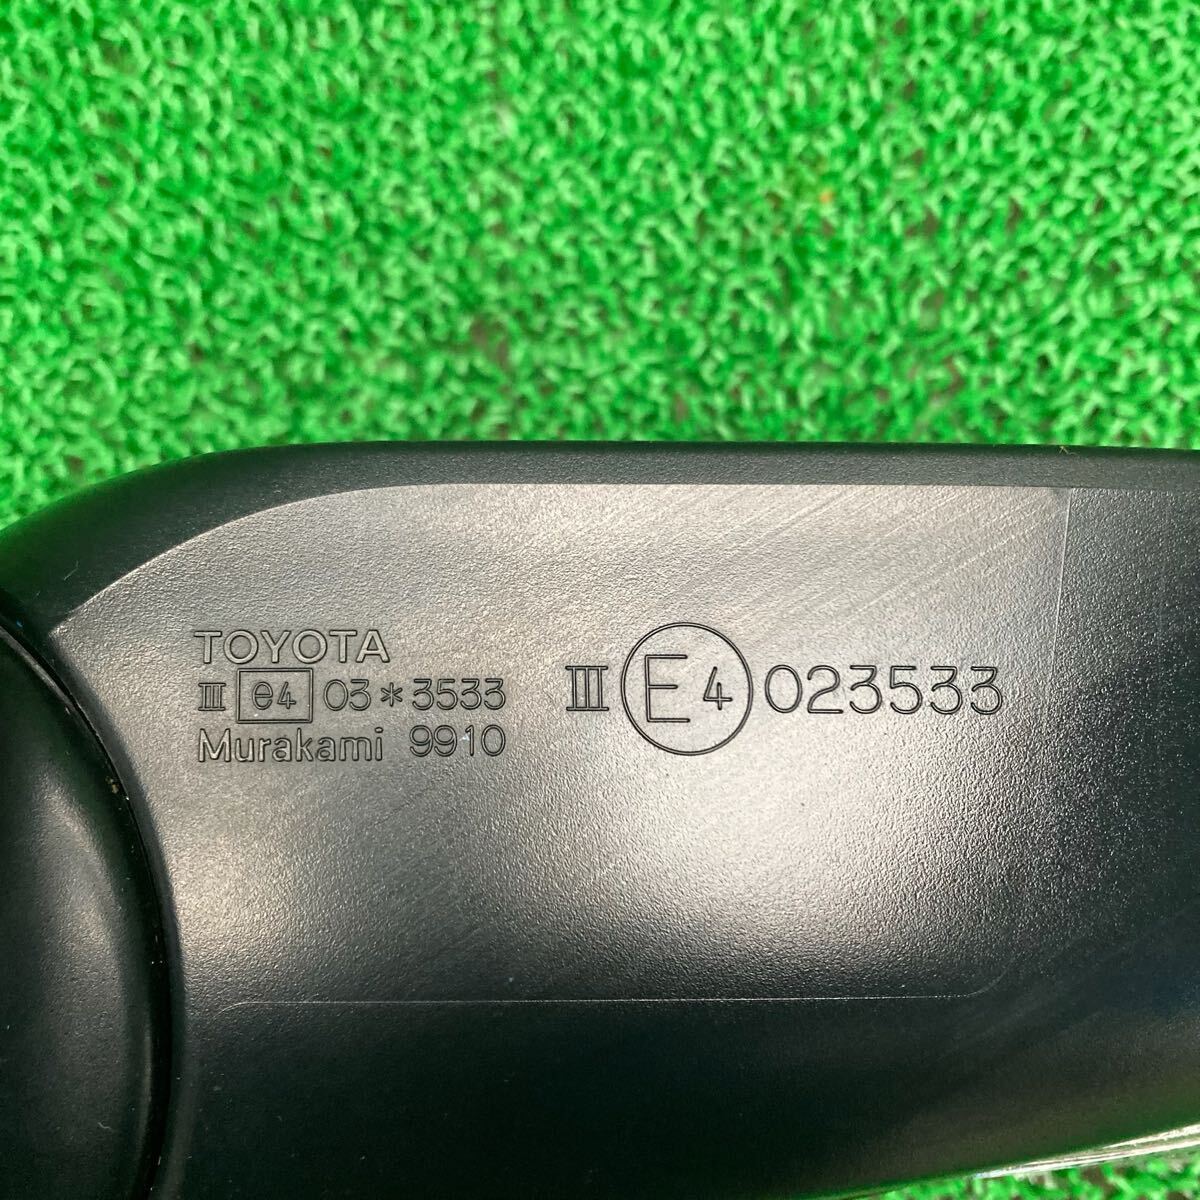 TOYOTA
III e4 03*3533
Murakami 9910
III E4 023533